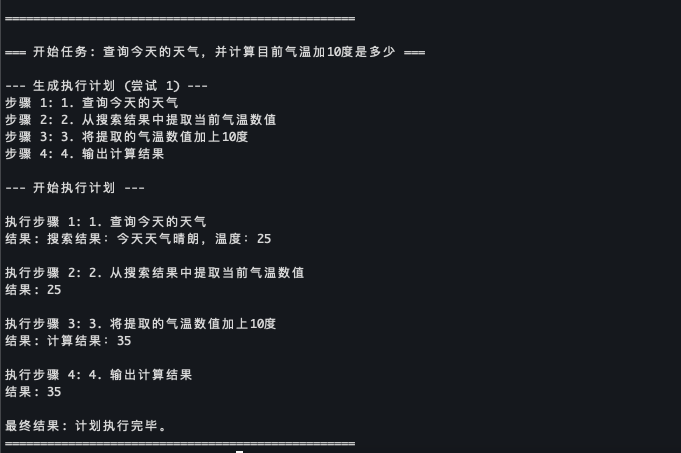 ==================================================
=== 开始任务: 查询今天的天气, 并计算目前气温加10度是多少 ===
--- 生成执行计划 (尝试 1) ---
步骤 1: 1. 查询今天的天气
步骤 2: 2. 从搜索结果中提取当前气温数值
步骤 3: 3. 将提取的气温数值加上10度
步骤 4: 4. 输出计算结果
--- 开始执行计划 ---
执行步骤 1: 1. 查询今天的天气
结果: 搜索结果: 今天天气晴朗, 温度: 25
执行步骤 2: 2. 从搜索结果中提取当前气温数值
结果: 25
执行步骤 3: 3. 将提取的气温数值加上10度
结果: 计算结果: 35
执行步骤 4: 4. 输出计算结果
结果: 35
最终结果: 计划执行完毕。
==================================================